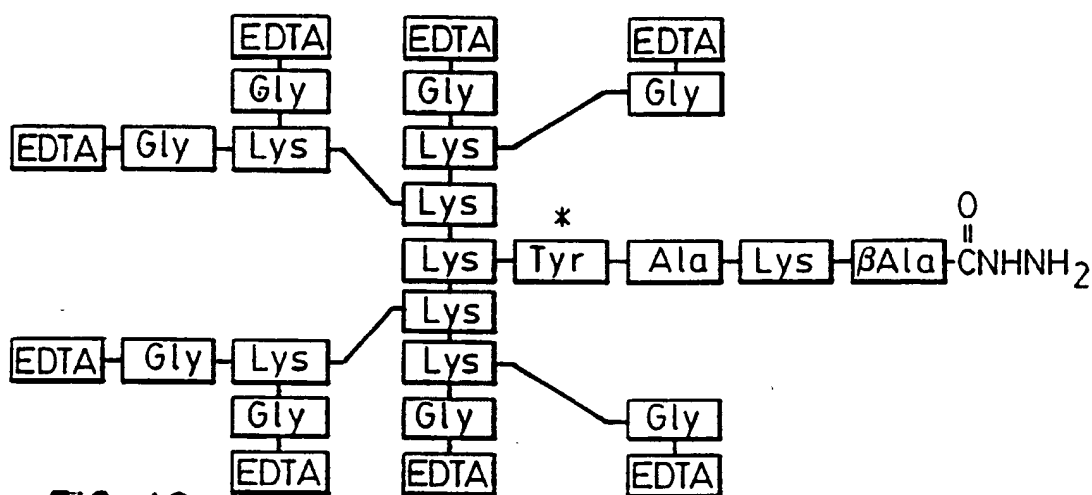 EDTA EDTA EDTA
Gly Gly Gly
EDTA Gly Lys Lys
Lys
*
O
Lys Tyr Ala Lys βAla CNHNH2
Lys
EDTA Gly Lys Lys
Gly Gly Gly
EDTA EDTA EDTA